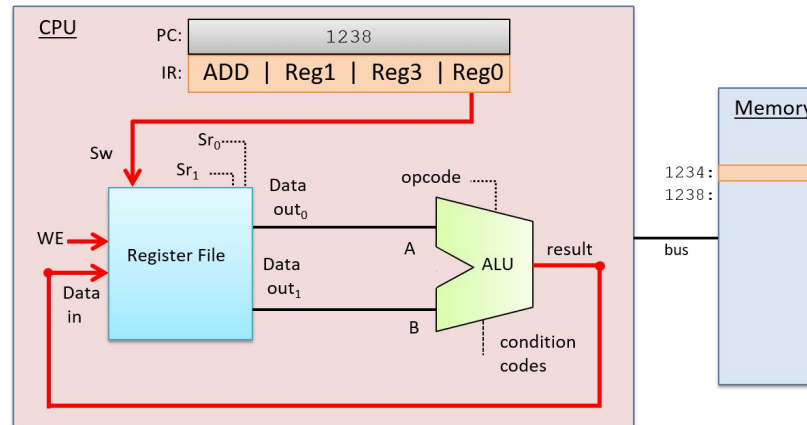 CPU
PC: 1238
IR: ADD | Reg1 | Reg3 | Reg0
Memory
Sw
Sr₀
Sr₁
1234:
1238:
WE
Data
in
Register File
Data
out₀
Data
out₁
opcode
A
B
ALU
result
condition
codes
bus